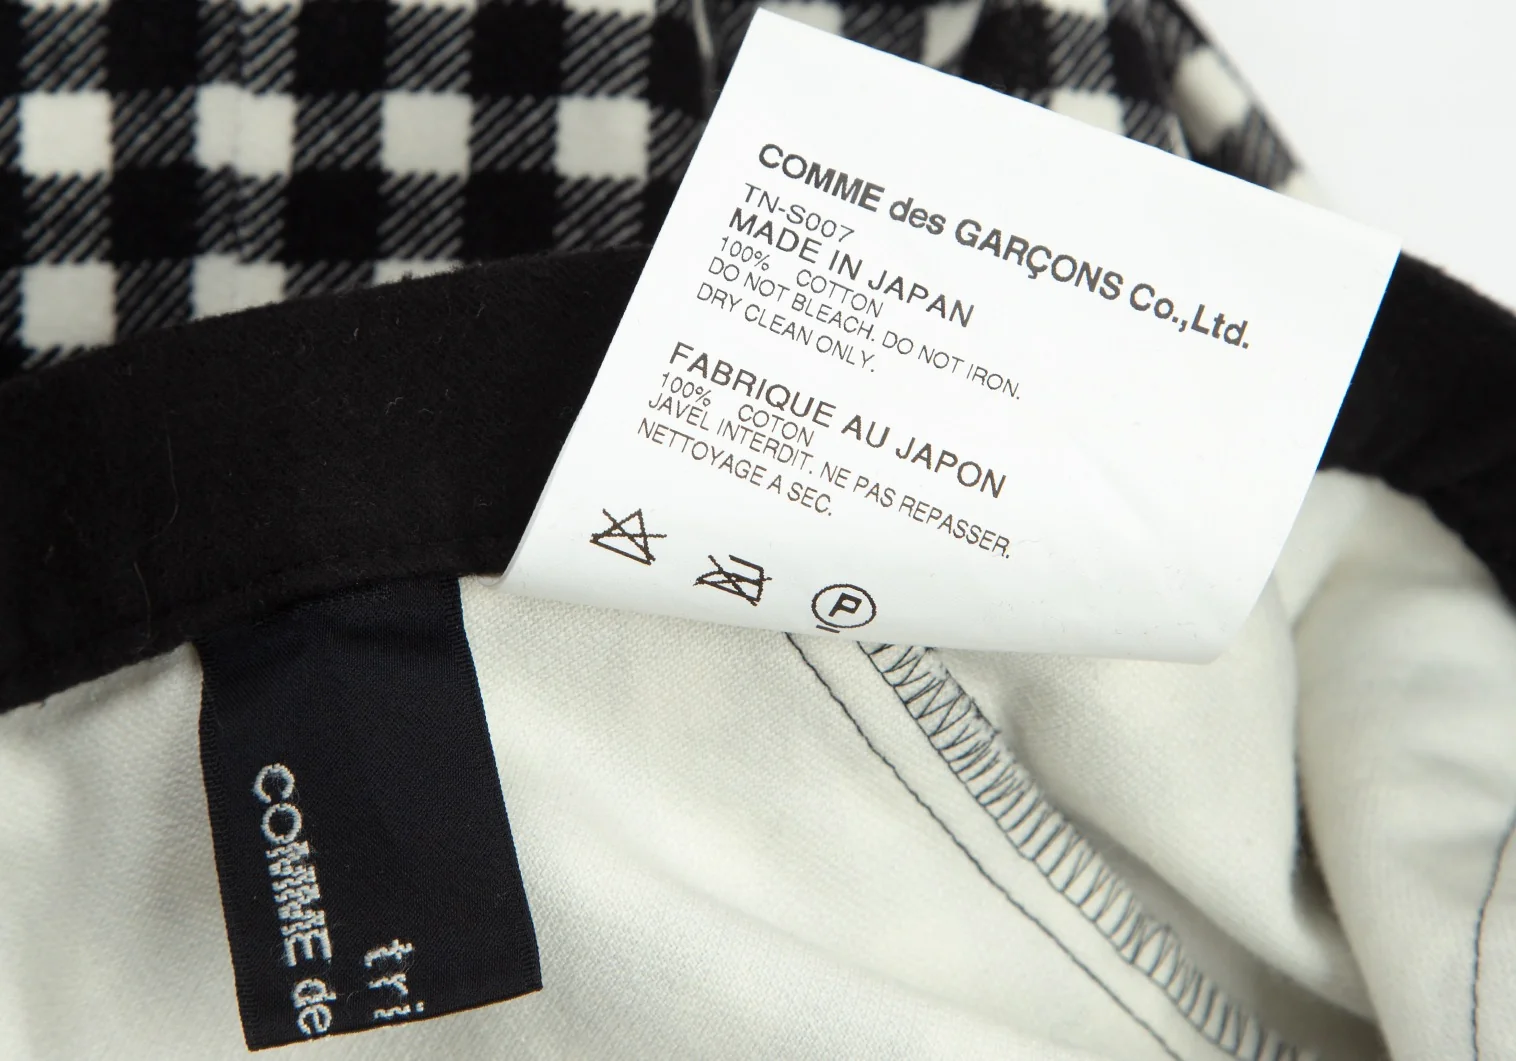 COMME des GARÇONS Co.,Ltd.
TN-S007
MADE IN JAPAN
100% COTTON
DO NOT BLEACH. DO NOT IRON.
DRY CLEAN ONLY.
FABRIQUE AU JAPON
100% COTON
JAVEL INTERDIT. NE PAS REPASSER.
NETTOYAGE A SEC.
P
tri
COMME de